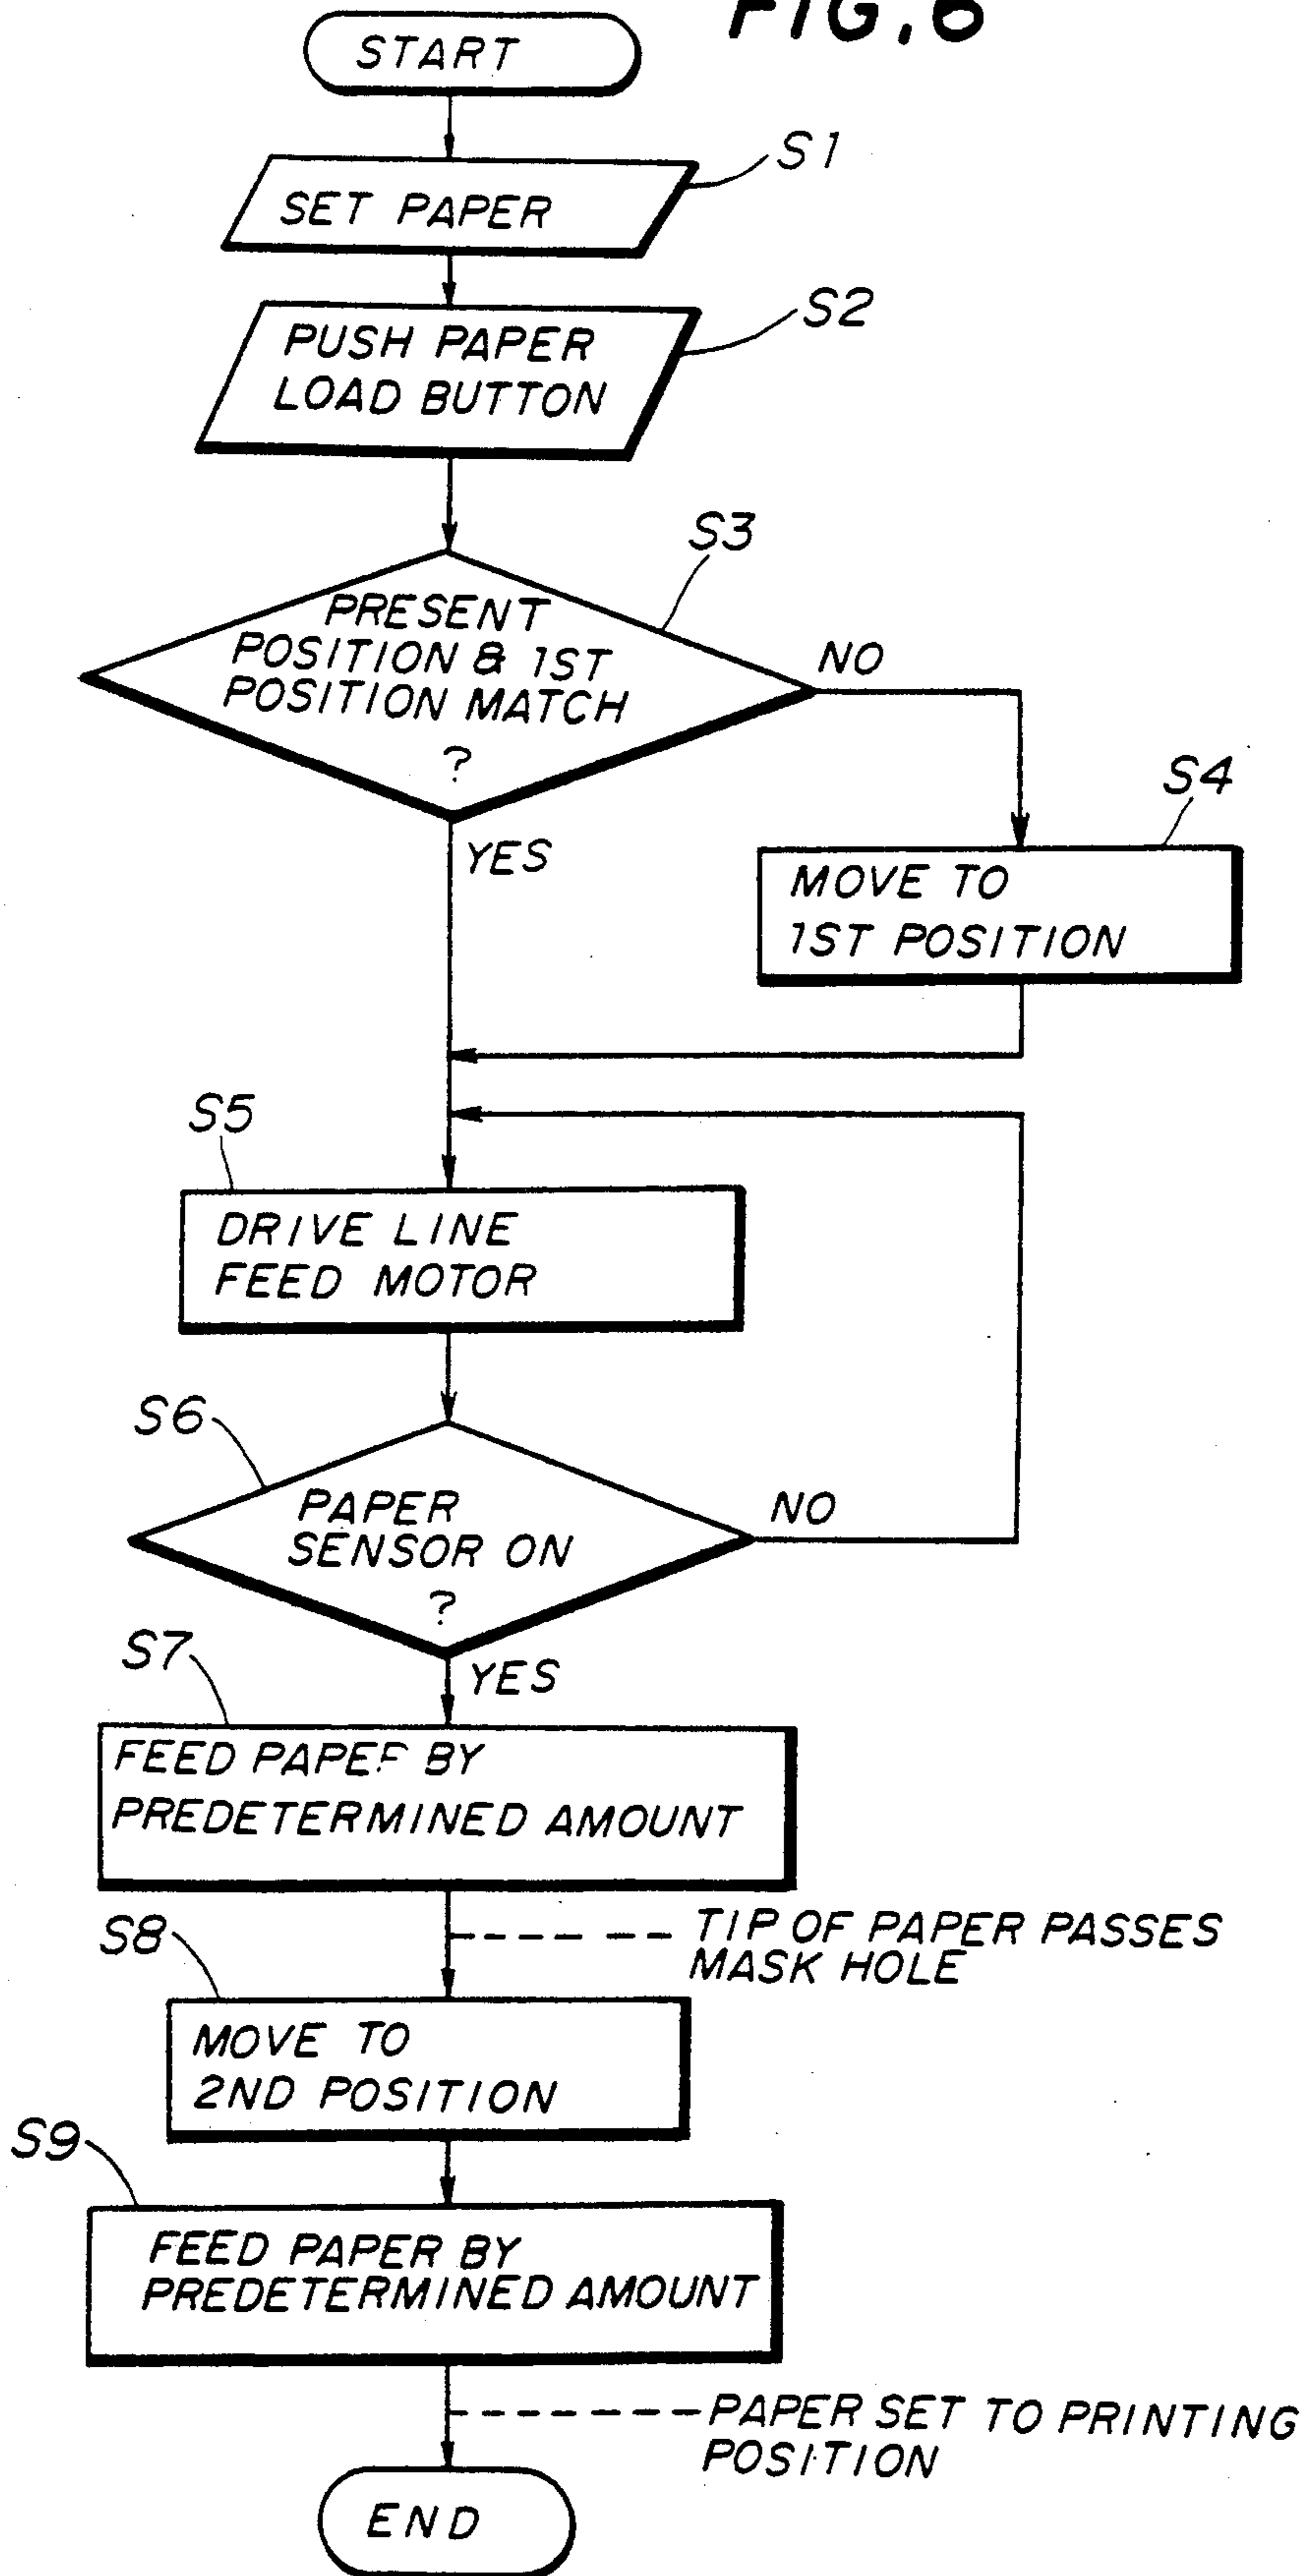 FIG. 6
START
S1
SET PAPER
S2
PUSH PAPER
LOAD BUTTON
S3
PRESENT
POSITION & 1ST
POSITION MATCH
?
NO
YES
S4
MOVE TO
1ST POSITION
S5
DRIVE LINE
FEED MOTOR
S6
PAPER
SENSOR ON
?
NO
YES
S7
FEED PAPER BY
PREDETERMINED AMOUNT
TIP OF PAPER PASSES
MASK HOLE
S8
MOVE TO
2ND POSITION
S9
FEED PAPER BY
PREDETERMINED AMOUNT
PAPER SET TO PRINTING
POSITION
END